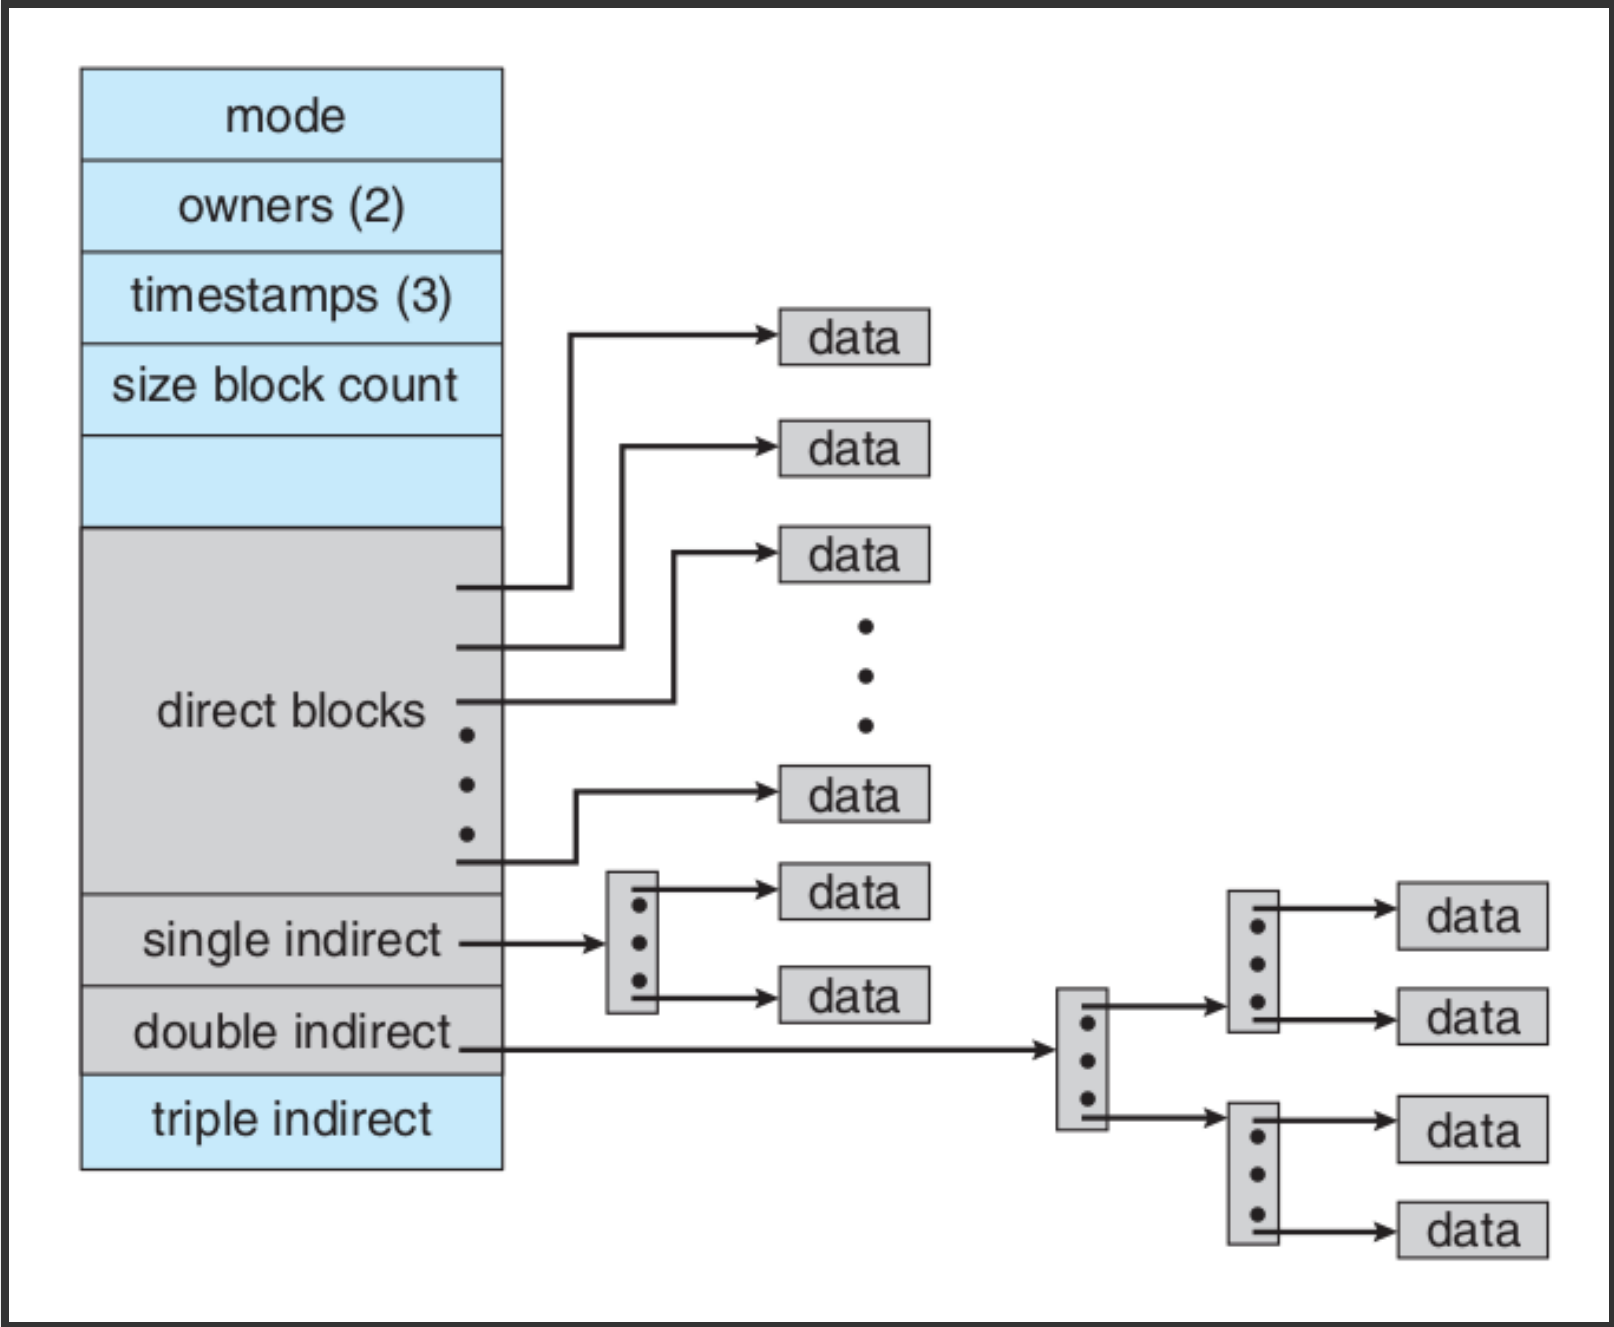 mode
owners (2)
timestamps (3)
size block count
direct blocks
single indirect
double indirect
triple indirect
data
data
data
data
data
data
data
data
data
data